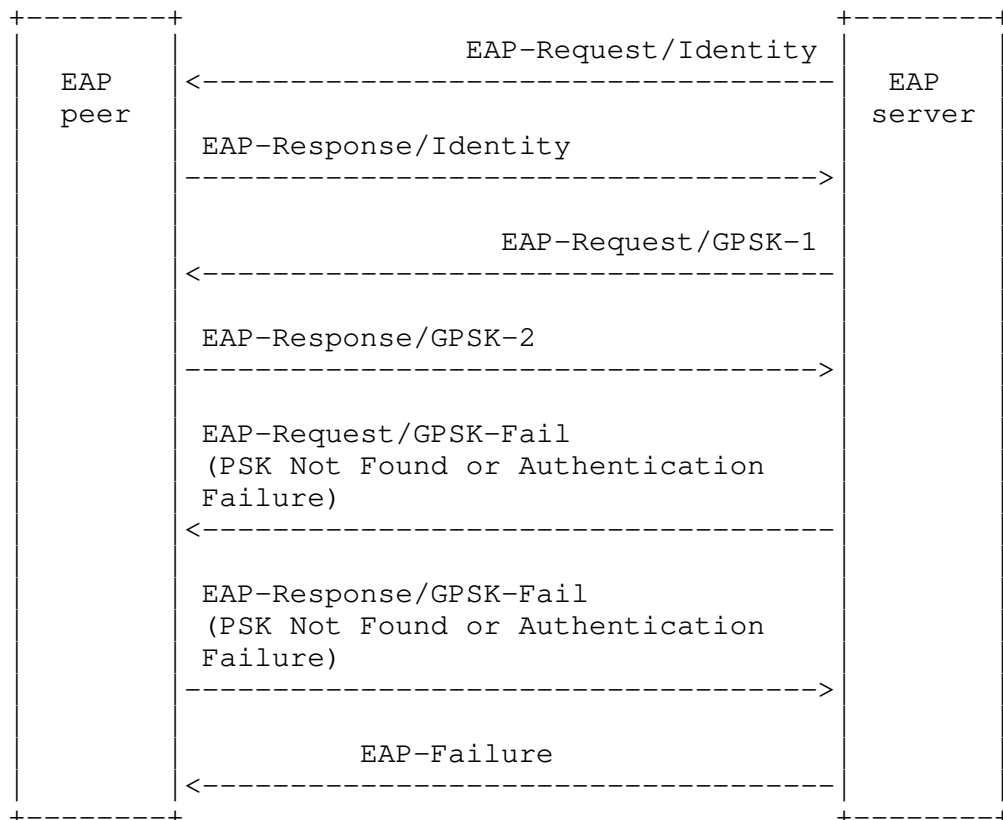 EAP-Request/Identity
EAP EAP
peer server
EAP-Response/Identity
EAP-Request/GPSK-1
EAP-Response/GPSK-2
EAP-Request/GPSK-Fail
(PSK Not Found or Authentication
Failure)
EAP-Response/GPSK-Fail
(PSK Not Found or Authentication
Failure)
EAP-Failure